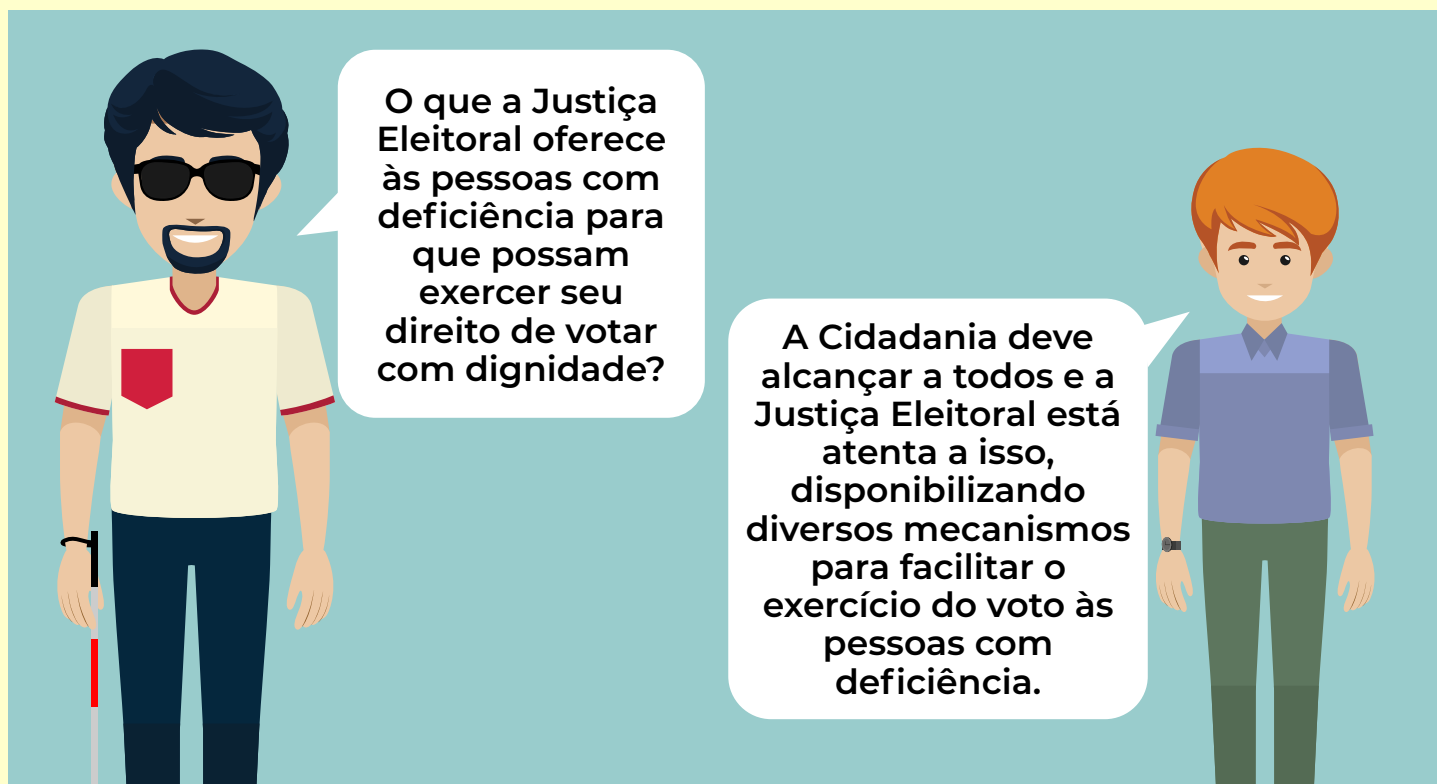 O que a Justiça
Eleitoral oferece
às pessoas com
deficiência para
que possam
exercer seu
direito de votar
com dignidade?
A Cidadania deve
alcançar a todos e a
Justiça Eleitoral está
atenta a isso,
disponibilizando
diversos mecanismos
para facilitar o
exercício do voto às
pessoas com
deficiência.